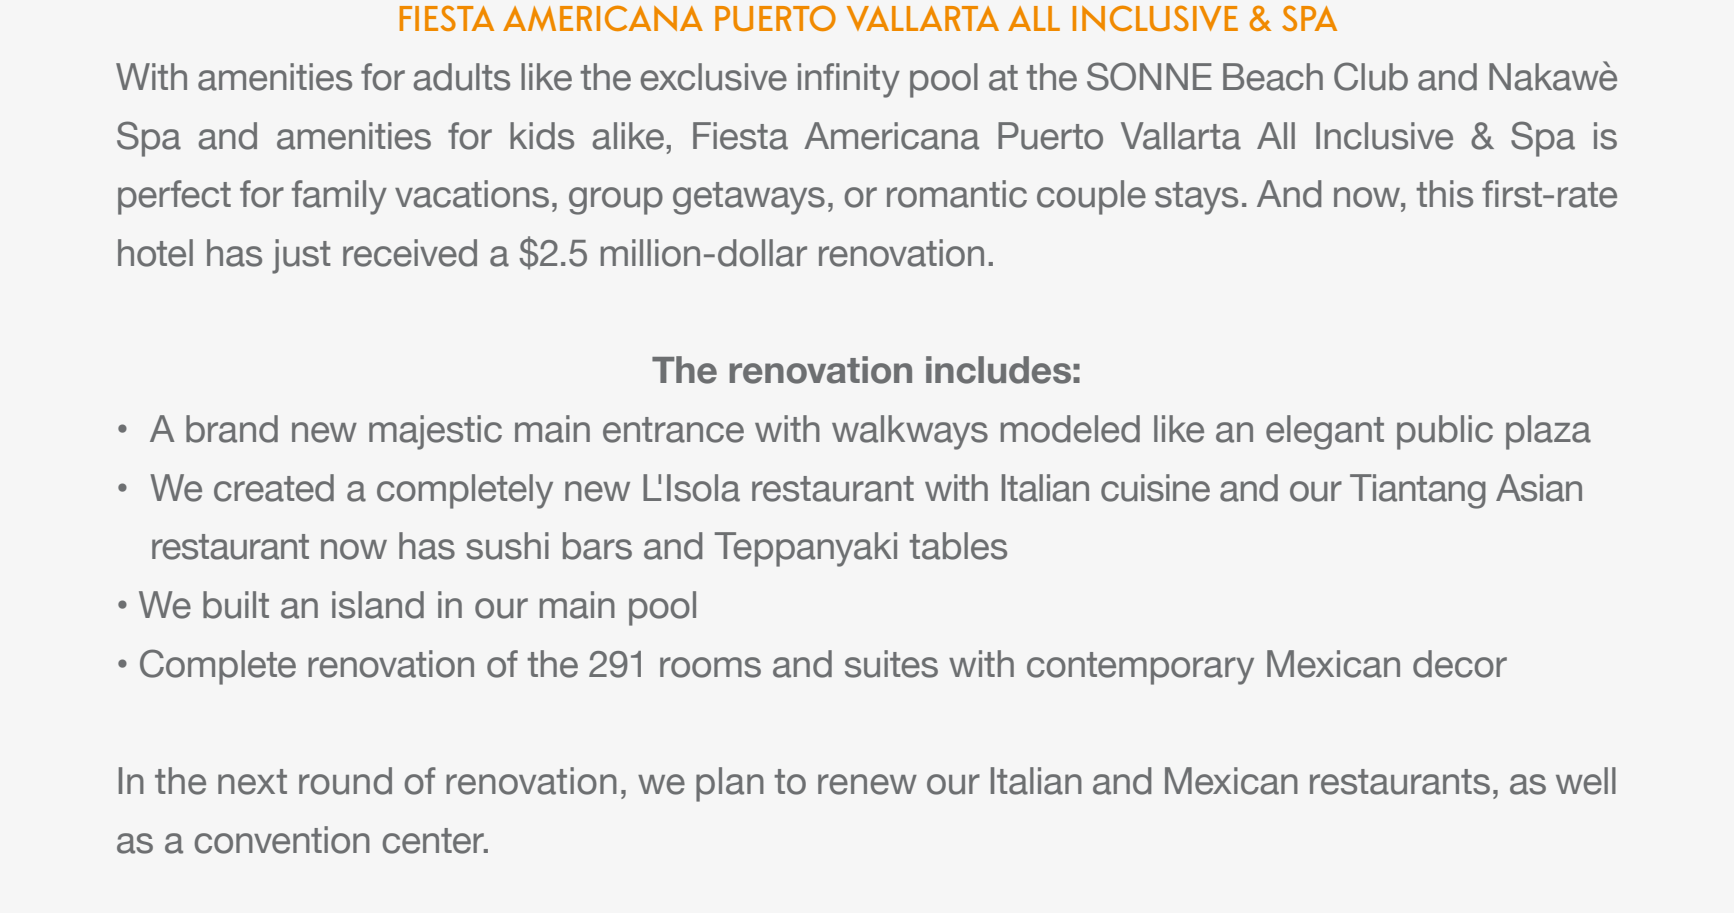 FIESTA AMERICANA PUERTO VALLARTA ALL INCLUSIVE & SPA
With amenities for adults like the exclusive infinity pool at the SONNE Beach Club and Nakawè
Spa and amenities for kids alike, Fiesta Americana Puerto Vallarta All Inclusive & Spa is
perfect for family vacations, group getaways, or romantic couple stays. And now, this first-rate
hotel has just received a $2.5 million-dollar renovation.
The renovation includes:
• A brand new majestic main entrance with walkways modeled like an elegant public plaza
• We created a completely new L'Isola restaurant with Italian cuisine and our Tiantang Asian
restaurant now has sushi bars and Teppanyaki tables
• We built an island in our main pool
• Complete renovation of the 291 rooms and suites with contemporary Mexican decor
In the next round of renovation, we plan to renew our Italian and Mexican restaurants, as well
as a convention center.